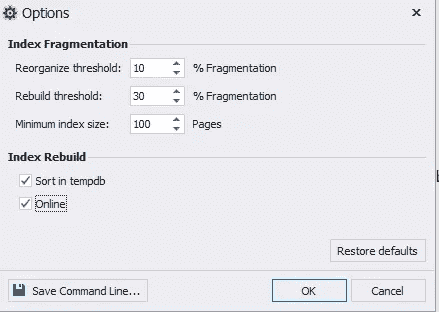 Options
Index Fragmentation
Reorganize threshold: 10 % Fragmentation
Rebuild threshold: 30 % Fragmentation
Minimum index size: 100 Pages
Index Rebuild
Sort in tempdb
Online
Restore defaults
Save Command Line... OK Cancel